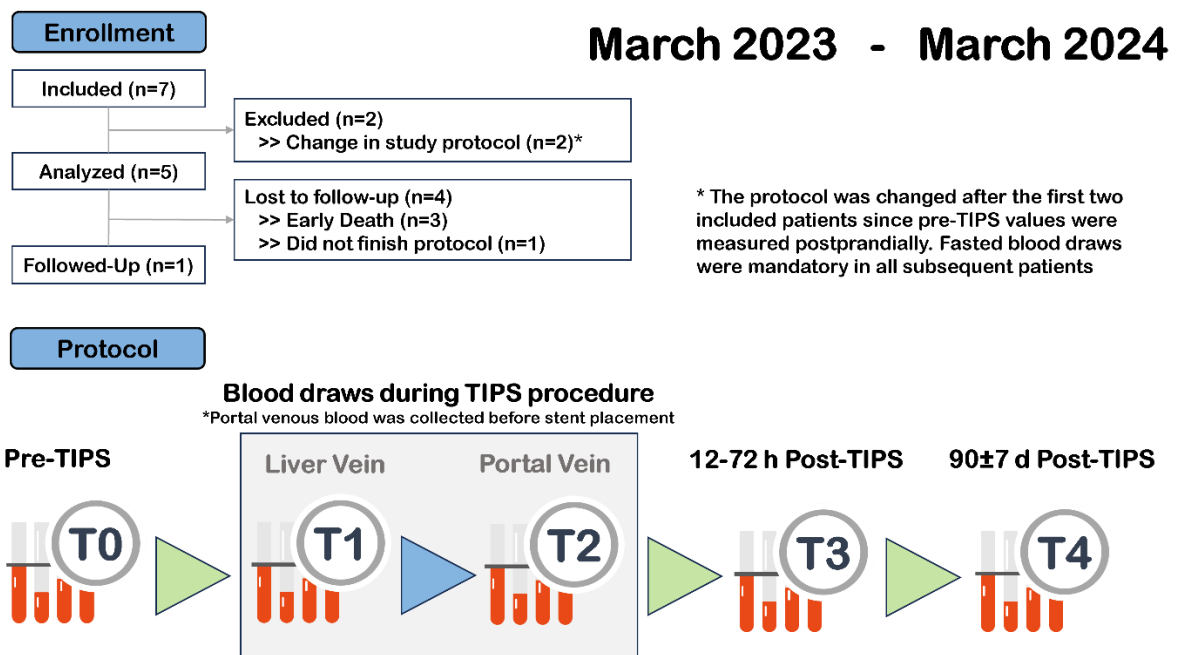 Enrollment
March 2023 - March 2024
Included (n=7)
Excluded (n=2)
>> Change in study protocol (n=2)*
Analyzed (n=5)
Lost to follow-up (n=4)
>> Early Death (n=3)
>> Did not finish protocol (n=1)
Followed-Up (n=1)
* The protocol was changed after the first two
included patients since pre-TIPS values were
measured postprandially. Fasted blood draws
were mandatory in all subsequent patients
Protocol
Blood draws during TIPS procedure
*Portal venous blood was collected before stent placement
Pre-TIPS
Liver Vein
Portal Vein
12-72 h Post-TIPS
90±7 d Post-TIPS
T0
T1
T2
T3
T4